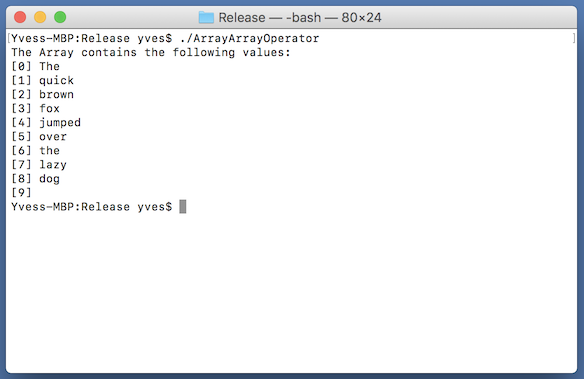 Release — -bash — 80×24
[Yvess-MBP:Release yves$ ./ArrayArrayOperator ]
The Array contains the following values:
[0] The
[1] quick
[2] brown
[3] fox
[4] jumped
[5] over
[6] the
[7] lazy
[8] dog
[9]
Yvess-MBP:Release yves$